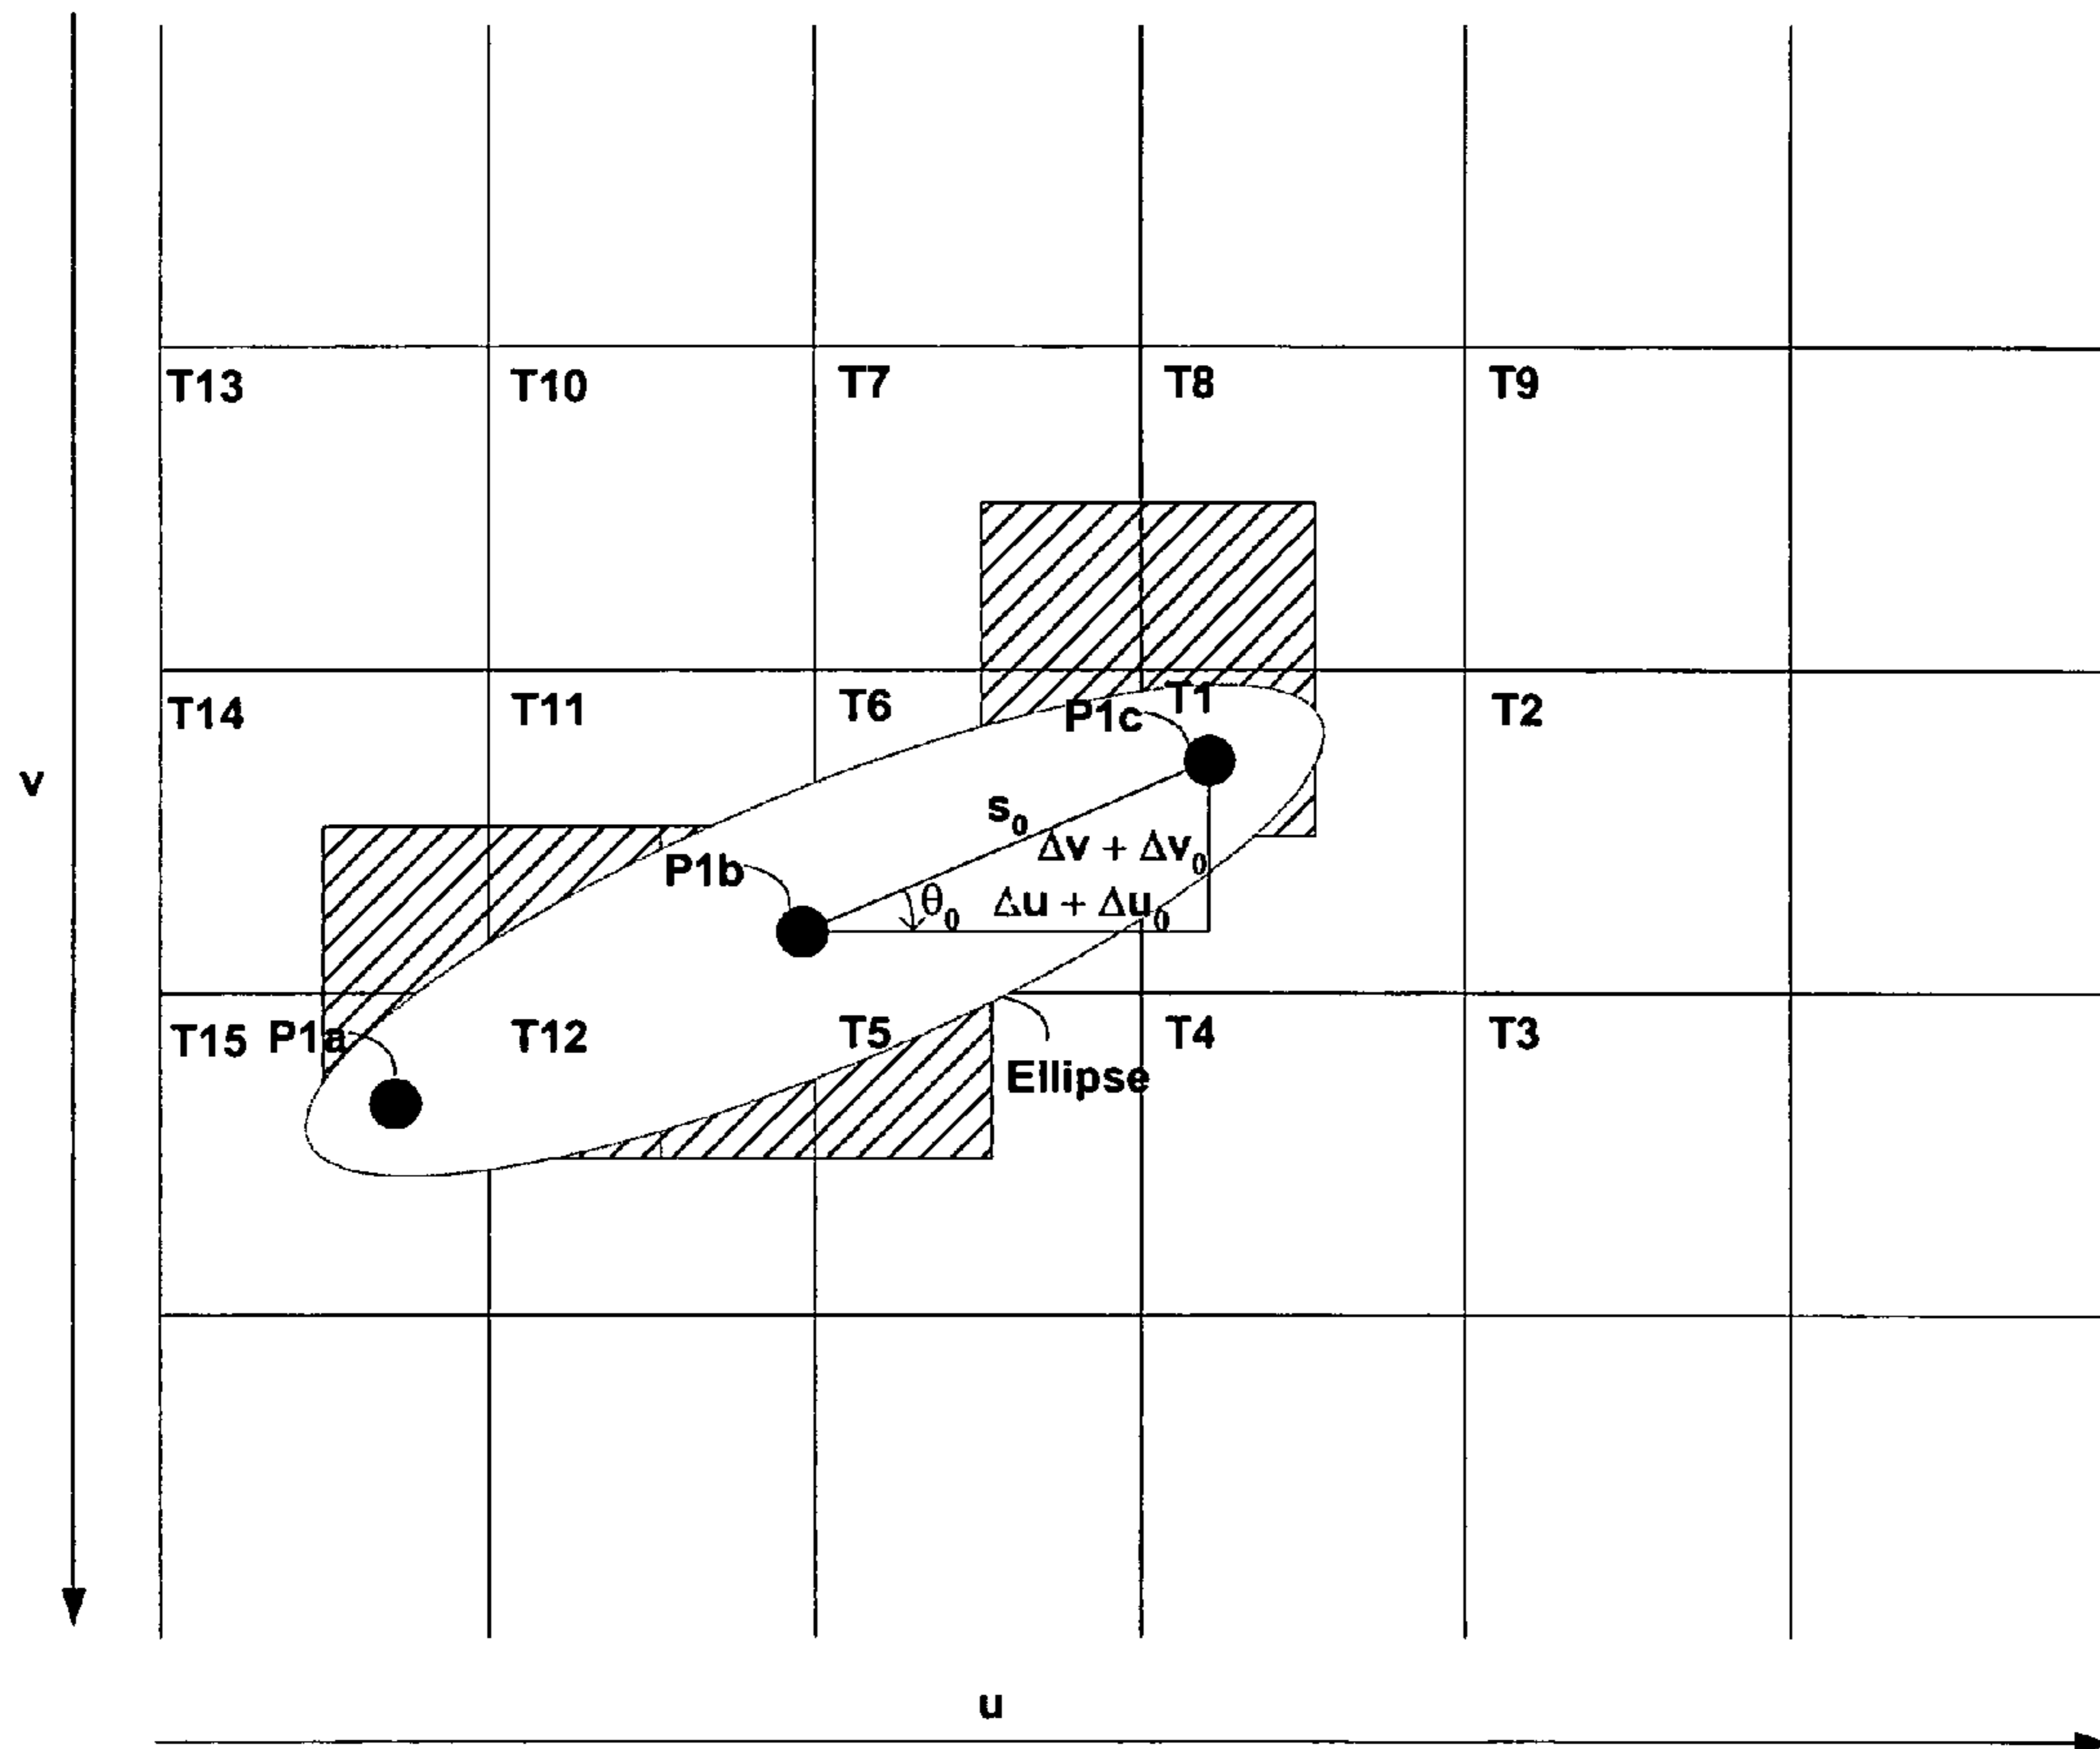 T13 T10 T7 T8 T9
T14 T11 T6 T1 T2
P1c
v
s₀
Δv + Δv₀
P1b
θ₀ Δu + Δu₀
T15 P1a T12 T5 T4 T3
Ellipse
u